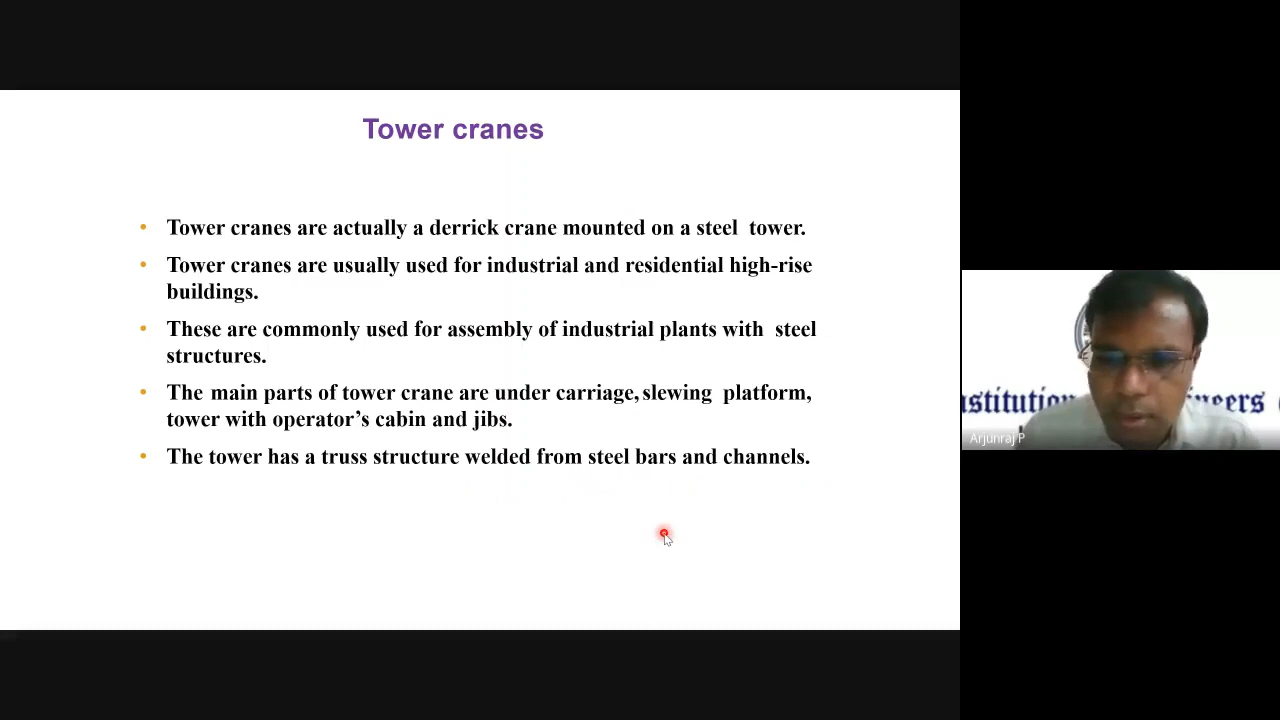 Tower cranes
• Tower cranes are actually a derrick crane mounted on a steel tower.
• Tower cranes are usually used for industrial and residential high-rise
buildings.
• These are commonly used for assembly of industrial plants with steel
structures.
• The main parts of tower crane are under carriage, slewing platform,
tower with operator’s cabin and jibs.
• The tower has a truss structure welded from steel bars and channels.
Arjunraj P